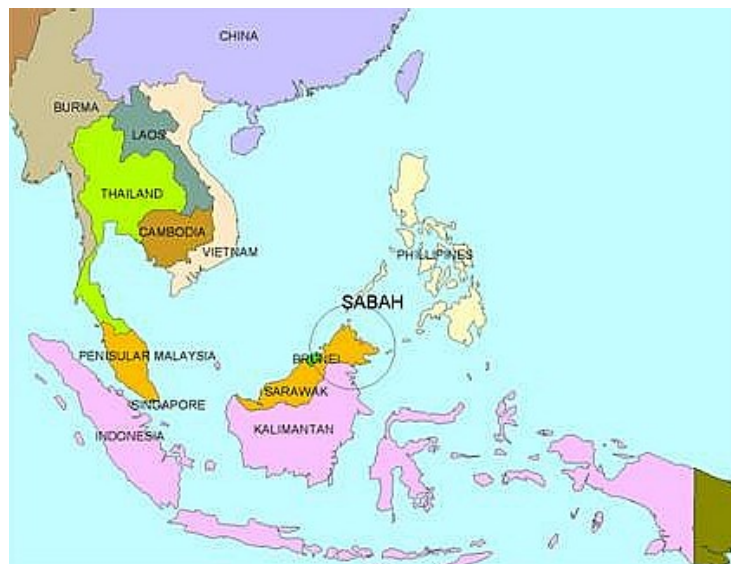 CHINA
BURMA
LAOS
THAILAND
CAMBODIA
VIETNAM
PHILLIPINES
SABAH
BRUNEI
PENISULAR MALAYSIA
SARAWAK
SINGAPORE
INDONESIA
KALIMANTAN